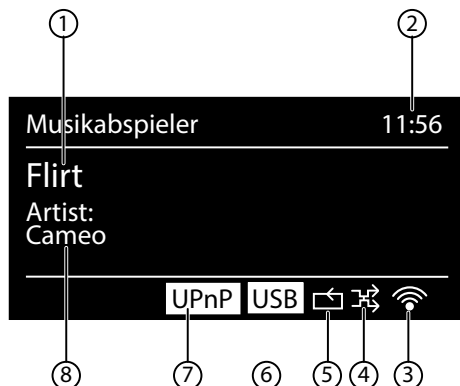 ① ②
Musikabspieler 11:56
Flirt
Artist:
Cameo
UPnP USB
⑧ ⑦ ⑥ ⑤ ④ ③